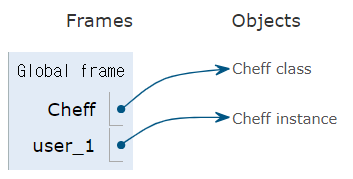 Frames Objects
Global frame
Cheff
user_1
Cheff class
Cheff instance